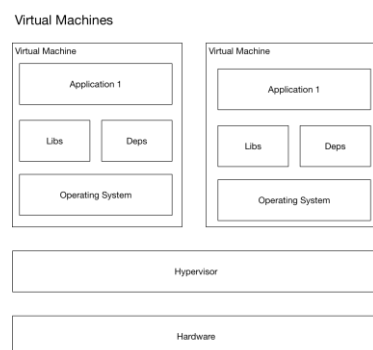 Virtual Machines
Virtual Machine
Application 1
Libs
Deps
Operating System
Virtual Machine
Application 1
Libs
Deps
Operating System
Hypervisor
Hardware